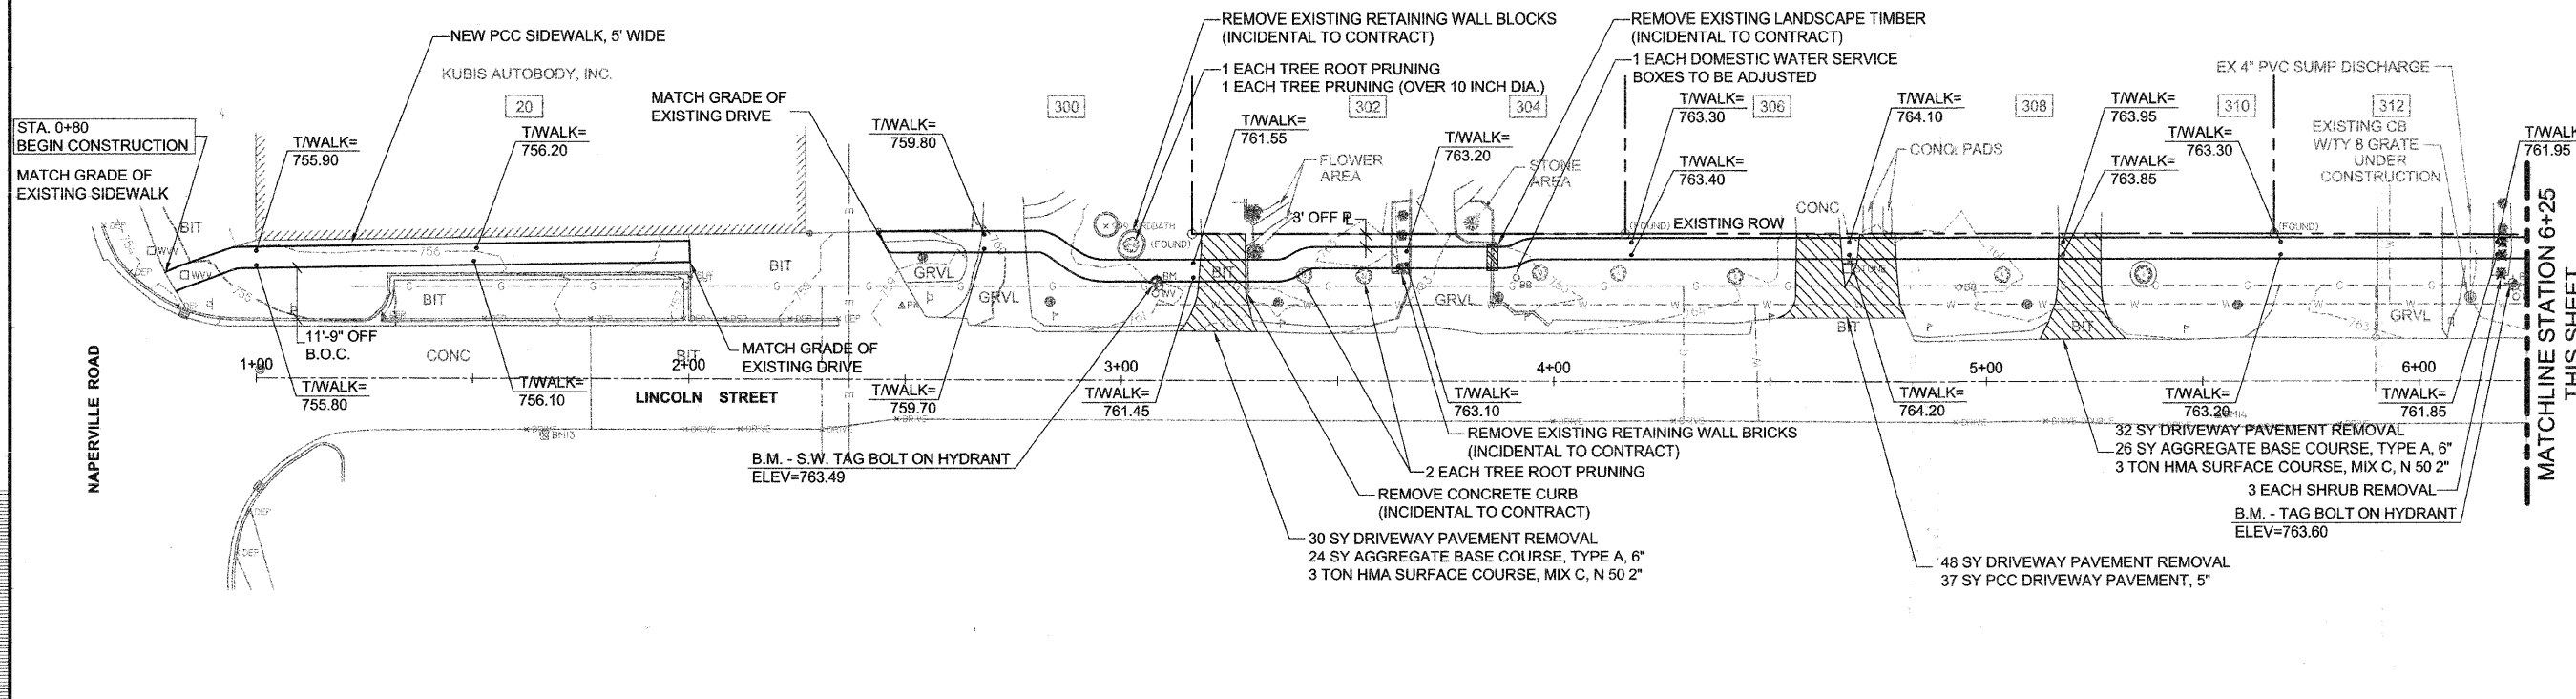 REMOVE EXISTING RETAINING WALL BLOCKS
(INCIDENTAL TO CONTRACT)
REMOVE EXISTING LANDSCAPE TIMBER
(INCIDENTAL TO CONTRACT)
NEW PCC SIDEWALK, 5' WIDE
KUBIS AUTOBODY, INC.
1 EACH TREE ROOT PRUNING
1 EACH TREE PRUNING (OVER 10 INCH DIA.)
1 EACH DOMESTIC WATER SERVICE
BOXES TO BE ADJUSTED
EX 4" PVC SUMP DISCHARGE
20
MATCH GRADE OF
EXISTING DRIVE
300
302
304
306
308
310
312
STA. 0+80
BEGIN CONSTRUCTION
T/WALK=
755.90
T/WALK=
756.20
T/WALK=
759.80
T/WALK=
761.55
T/WALK=
763.20
T/WALK=
763.30
T/WALK=
763.40
T/WALK=
764.10
T/WALK=
763.95
T/WALK=
763.85
T/WALK=
763.30
T/WALK=
761.95
EXISTING CB
W/TY 8 GRATE
UNDER
CONSTRUCTION
MATCH GRADE OF
EXISTING SIDEWALK
FLOWER
AREA
STONE
AREA
CONC. PADS
3' OFF PL
(FOUND)
(FOUND)
EXISTING ROW
CONC
(FOUND)
BIT
BIT
BIT
GRVL
GRVL
BIT
GRVL
BIT
BIT
GRVL
11'-9" OFF
B.O.C.
CONC
BIT
MATCH GRADE OF
EXISTING DRIVE
1+00
2+00
3+00
4+00
5+00
6+00
LINCOLN STREET
NAPERVILLE ROAD
T/WALK=
755.80
T/WALK=
756.10
T/WALK=
759.70
T/WALK=
761.45
T/WALK=
763.10
T/WALK=
764.20
T/WALK=
763.20
T/WALK=
761.85
B.M. - S.W. TAG BOLT ON HYDRANT
ELEV=763.49
REMOVE EXISTING RETAINING WALL BRICKS
(INCIDENTAL TO CONTRACT)
2 EACH TREE ROOT PRUNING
REMOVE CONCRETE CURB
(INCIDENTAL TO CONTRACT)
30 SY DRIVEWAY PAVEMENT REMOVAL
24 SY AGGREGATE BASE COURSE, TYPE A, 6"
3 TON HMA SURFACE COURSE, MIX C, N 50 2"
48 SY DRIVEWAY PAVEMENT REMOVAL
37 SY PCC DRIVEWAY PAVEMENT, 5"
32 SY DRIVEWAY PAVEMENT REMOVAL
26 SY AGGREGATE BASE COURSE, TYPE A, 6"
3 TON HMA SURFACE COURSE, MIX C, N 50 2"
3 EACH SHRUB REMOVAL
B.M. - TAG BOLT ON HYDRANT
ELEV=763.60
MATCHLINE STATION 6+25
THIS SHEET